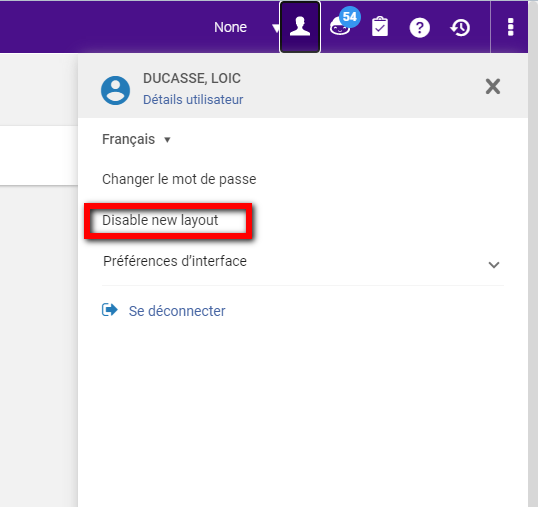 None
54
DUCASSE, LOIC
Détails utilisateur
Français
Changer le mot de passe
Disable new layout
Préférences d'interface
Se déconnecter